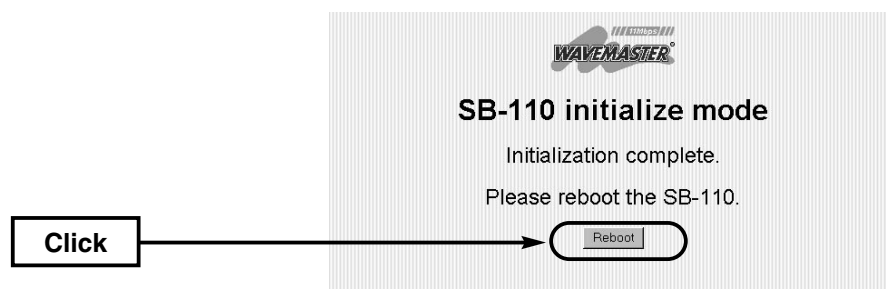 11Mbps
WAVEMASTER®
SB-110 initialize mode
Initialization complete.
Please reboot the SB-110.
Click
Reboot